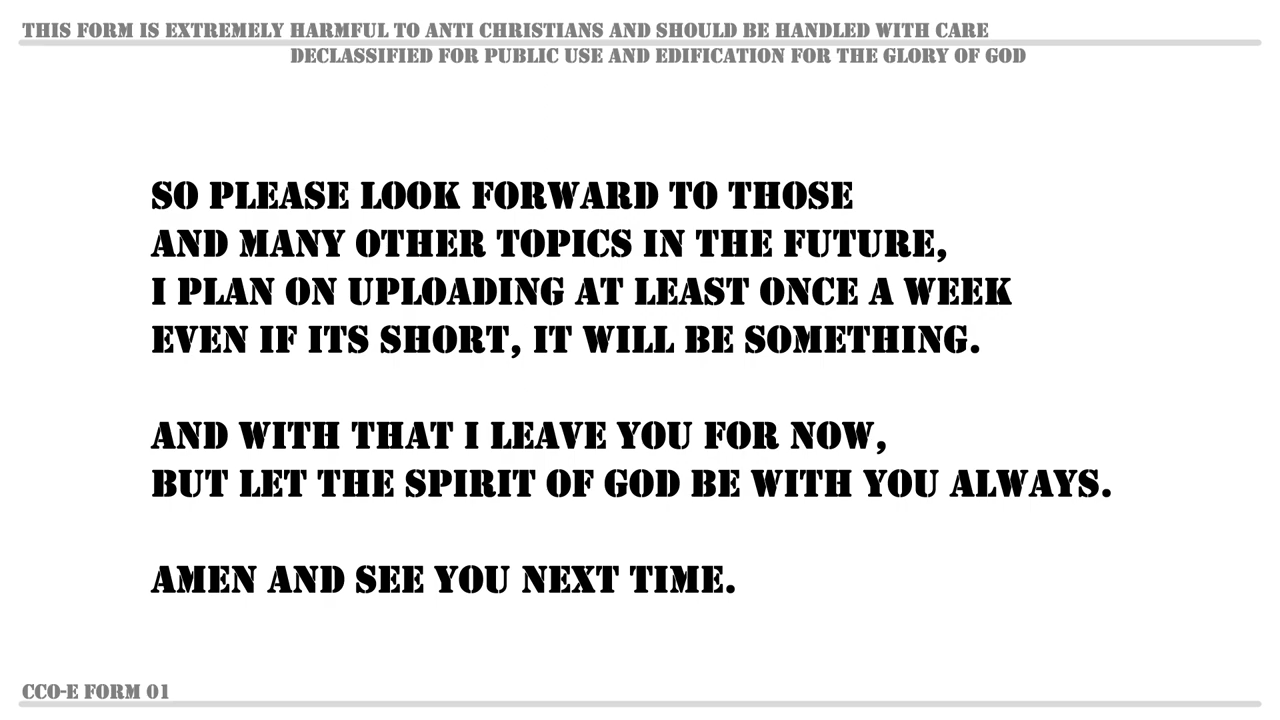 THIS FORM IS EXTREMELY HARMFUL TO ANTI CHRISTIANS AND SHOULD BE HANDLED WITH CARE
DECLASSIFIED FOR PUBLIC USE AND EDIFICATION FOR THE GLORY OF GOD
SO PLEASE LOOK FORWARD TO THOSE
AND MANY OTHER TOPICS IN THE FUTURE,
I PLAN ON UPLOADING AT LEAST ONCE A WEEK
EVEN IF ITS SHORT, IT WILL BE SOMETHING.
AND WITH THAT I LEAVE YOU FOR NOW,
BUT LET THE SPIRIT OF GOD BE WITH YOU ALWAYS.
AMEN AND SEE YOU NEXT TIME.
CCO-E FORM 01